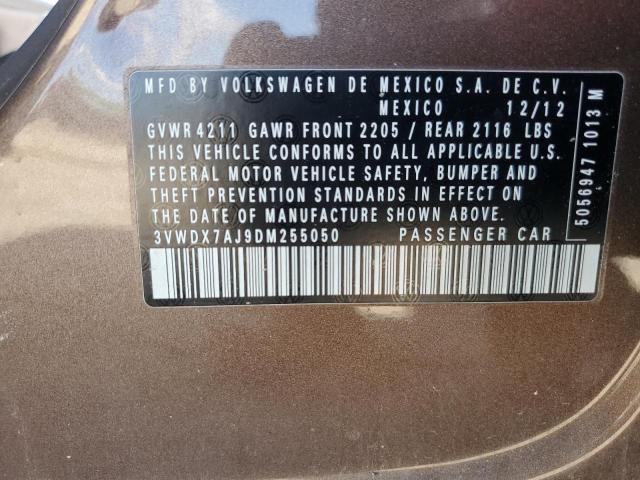 MFD BY VOLKSWAGEN DE MEXICO S.A. DE C.V.
MEXICO 12/12
GVWR 4211 GAWR FRONT 2205 / REAR 2116 LBS
THIS VEHICLE CONFORMS TO ALL APPLICABLE U.S.
FEDERAL MOTOR VEHICLE SAFETY, BUMPER AND
THEFT PREVENTION STANDARDS IN EFFECT ON
THE DATE OF MANUFACTURE SHOWN ABOVE.
3VWDX7AJ9DM255050 PASSENGER CAR
5056947 1013 M